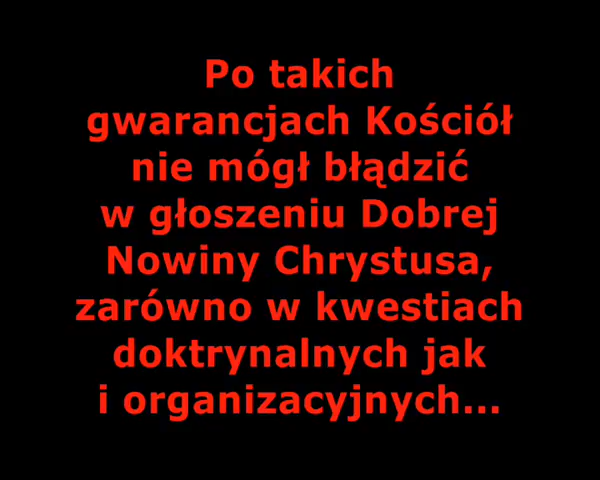 Po takich
gwarancjach Kościół
nie mógł błądzić
w głoszeniu Dobrej
Nowiny Chrystusa,
zarówno w kwestiach
doktrynalnych jak
i organizacyjnych...